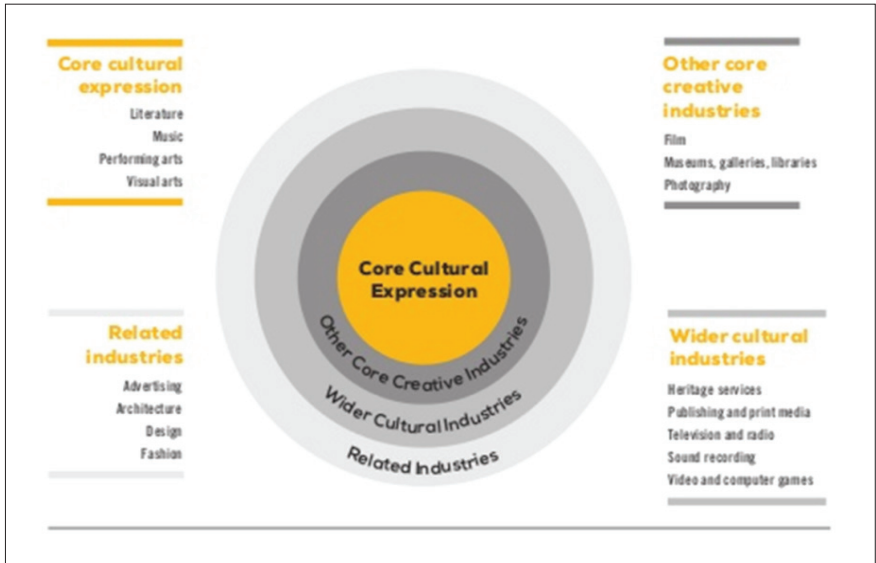 Core cultural
expression
Literature
Music
Performing arts
Visual arts
Other core
creative
industries
Film
Museums, galleries, libraries
Photography
Core Cultural
Expression
Other Core Creative Industries
Wider Cultural Industries
Related Industries
Related
industries
Advertising
Architecture
Design
Fashion
Wider cultural
industries
Heritage services
Publishing and print media
Television and radio
Sound recording
Video and computer games